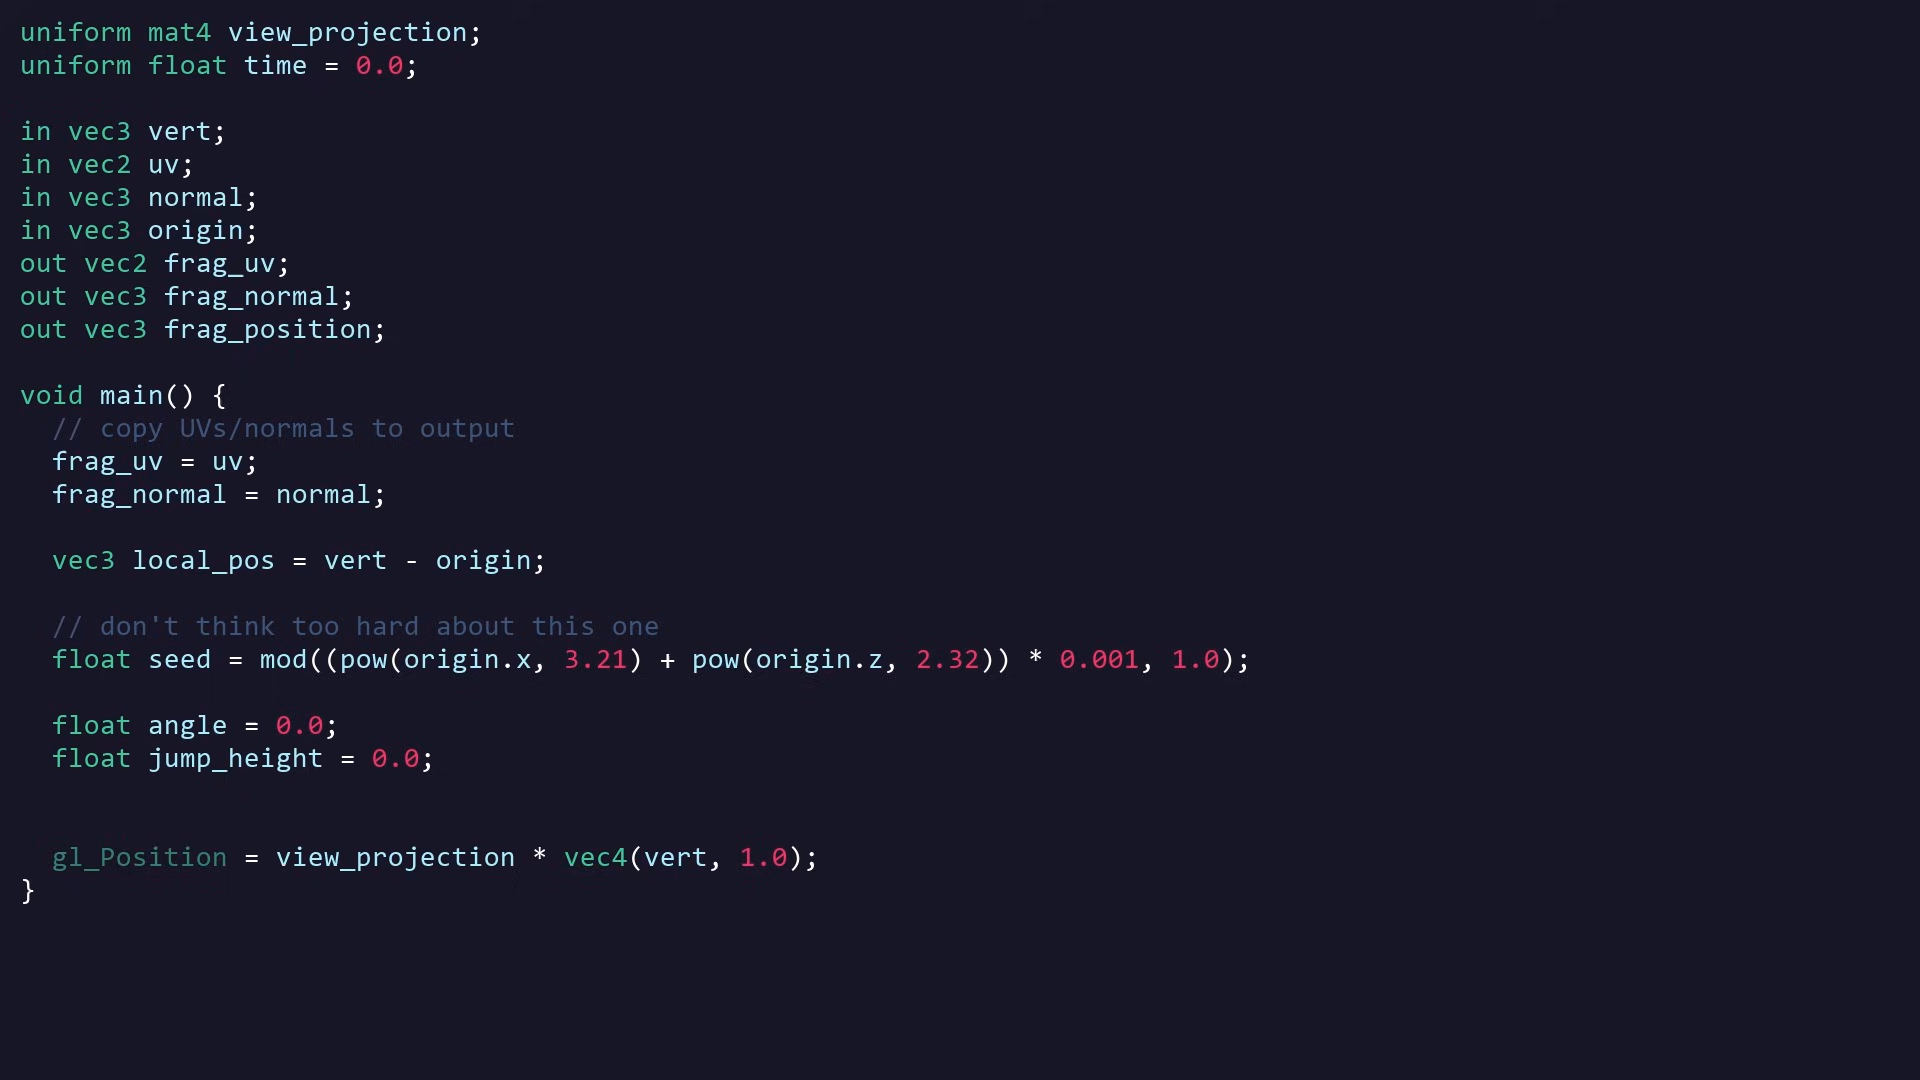 uniform mat4 view_projection;
uniform float time = 0.0;
in vec3 vert;
in vec2 uv;
in vec3 normal;
in vec3 origin;
out vec2 frag_uv;
out vec3 frag_normal;
out vec3 frag_position;
void main() {
// copy UVs/normals to output
frag_uv = uv;
frag_normal = normal;
vec3 local_pos = vert - origin;
// don't think too hard about this one
float seed = mod((pow(origin.x, 3.21) + pow(origin.z, 2.32)) * 0.001, 1.0);
float angle = 0.0;
float jump_height = 0.0;
gl_Position = view_projection * vec4(vert, 1.0);
}